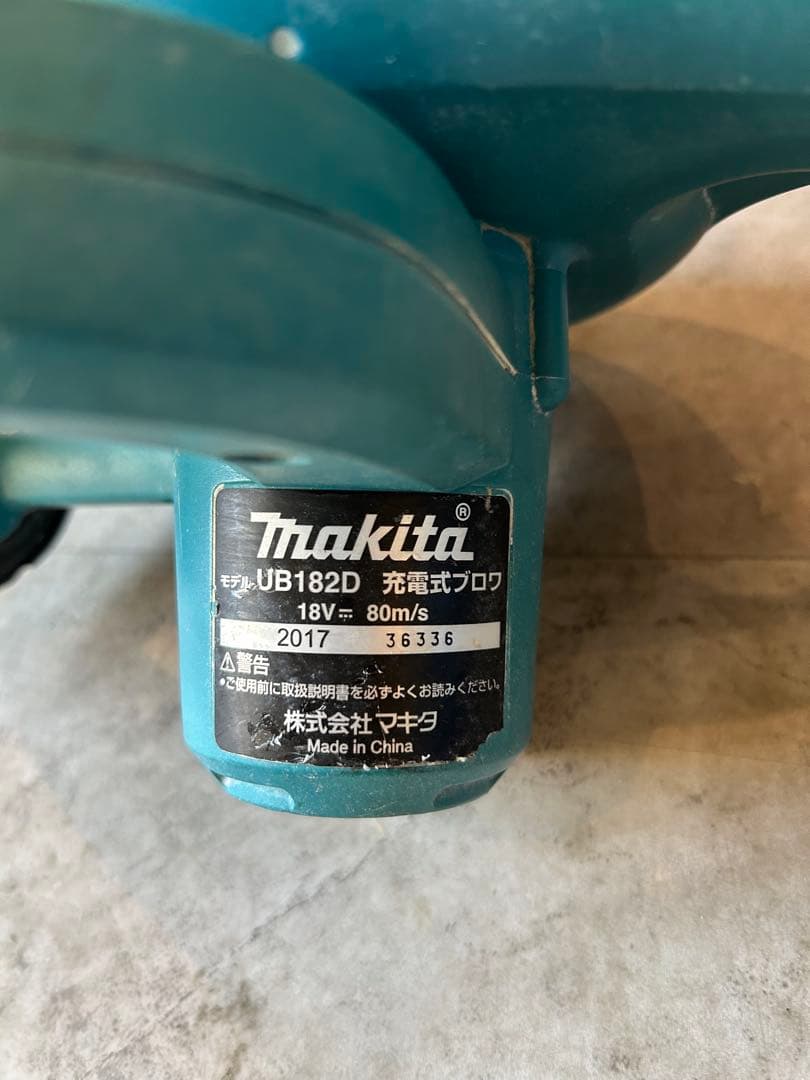 makita®
モデル UB182D 充電式ブロワ
18V⎓ 80m/s
2017 36336
⚠警告
•ご使用前に取扱説明書を必ずよくお読みください。
株式会社マキタ
Made in China